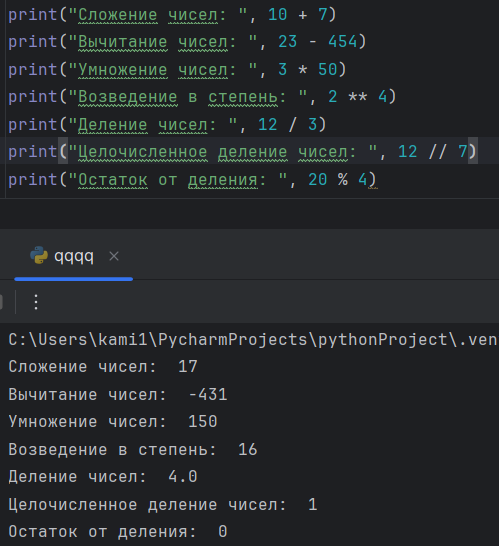 print("Сложение чисел: ", 10 + 7)
print("Вычитание чисел: ", 23 - 454)
print("Умножение чисел: ", 3 * 50)
print("Возведение в степень: ", 2 ** 4)
print("Деление чисел: ", 12 / 3)
print("Целочисленное деление чисел: ", 12 // 7)
print("Остаток от деления: ", 20 % 4)
qqqq ×
C:\Users\kami1\PycharmProjects\pythonProject\.ven
Сложение чисел:  17
Вычитание чисел:  -431
Умножение чисел:  150
Возведение в степень:  16
Деление чисел:  4.0
Целочисленное деление чисел:  1
Остаток от деления:  0